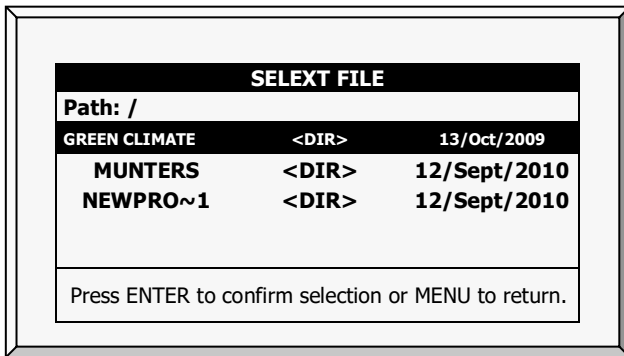 SELEXT FILE
Path: /
GREEN CLIMATE <DIR> 13/Oct/2009
MUNTERS <DIR> 12/Sept/2010
NEWPRO~1 <DIR> 12/Sept/2010
Press ENTER to confirm selection or MENU to return.